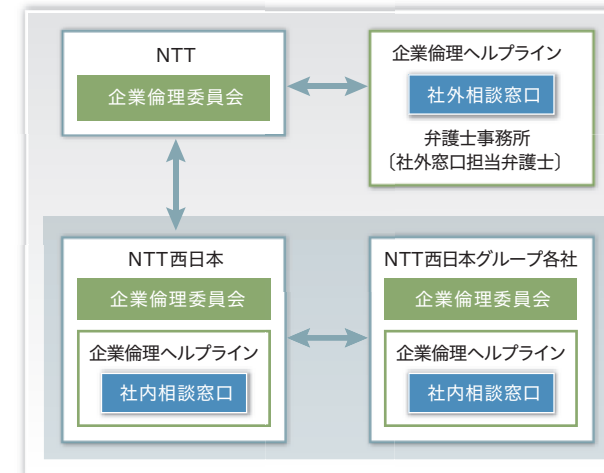 NTT
企業倫理委員会
企業倫理ヘルプライン
社外相談窓口
弁護士事務所
〔社外窓口担当弁護士〕
NTT西日本
企業倫理委員会
企業倫理ヘルプライン
社内相談窓口
NTT西日本グループ各社
企業倫理委員会
企業倫理ヘルプライン
社内相談窓口